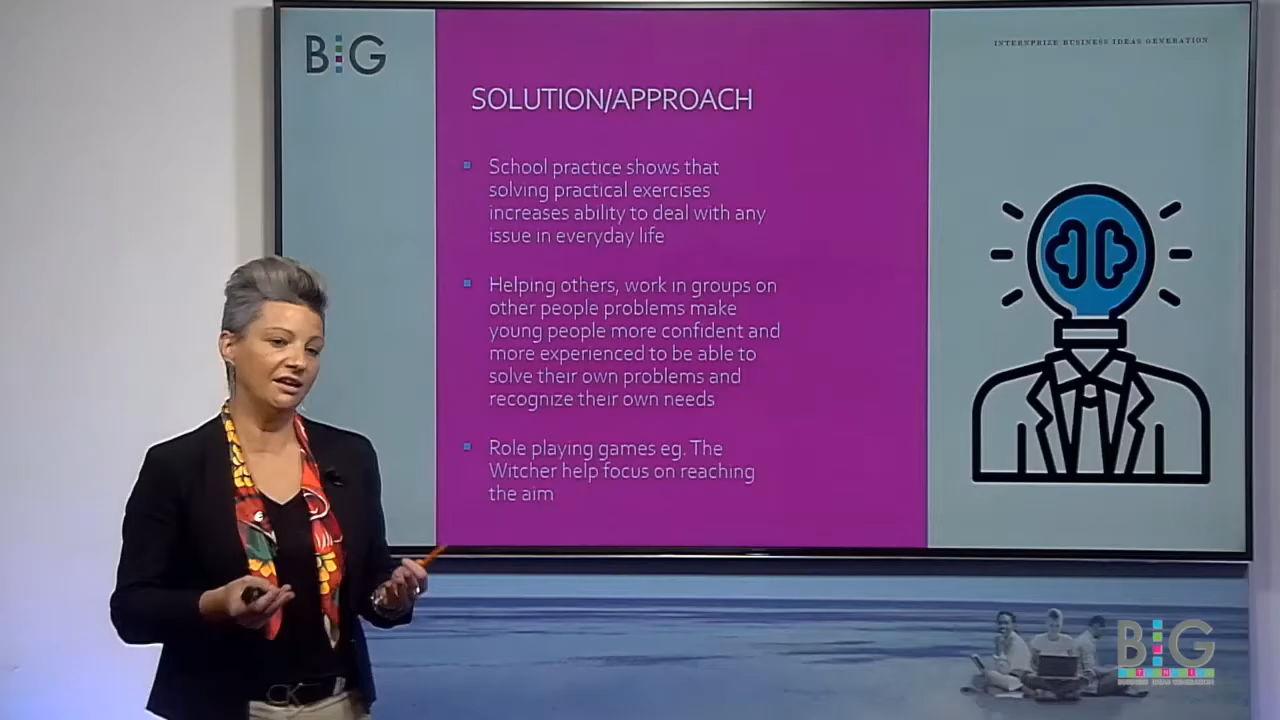 BIG
INTERNPRIZE BUSINESS IDEAS GENERATION
SOLUTION/APPROACH
School practice shows that
solving practical exercises
increases ability to deal with any
issue in everyday life
Helping others, work in groups on
other people problems make
young people more confident and
more experienced to be able to
solve their own problems and
recognize their own needs
Role playing games eg. The
Witcher help focus on reaching
the aim
CK
BIG